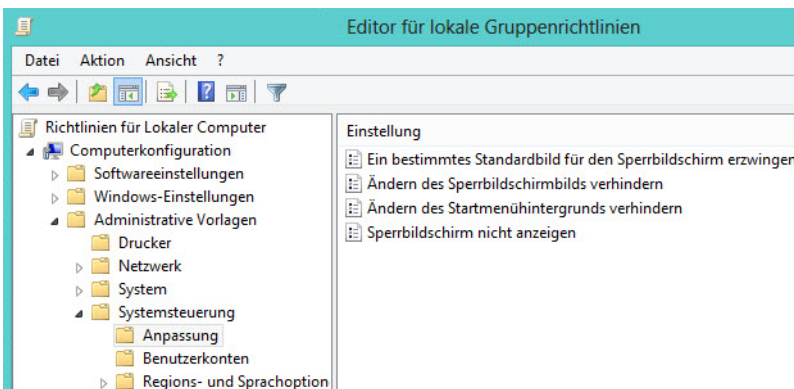 Editor für lokale Gruppenrichtlinien
Datei Aktion Ansicht ?
Richtlinien für Lokaler Computer
Computerkonfiguration
Softwareeinstellungen
Windows-Einstellungen
Administrative Vorlagen
Drucker
Netzwerk
System
Systemsteuerung
Anpassung
Benutzerkonten
Regions- und Sprachoption
Einstellung
Ein bestimmtes Standardbild für den Sperrbildschirm erzwingen
Ändern des Sperrbildschirmbilds verhindern
Ändern des Startmenühintergrunds verhindern
Sperrbildschirm nicht anzeigen